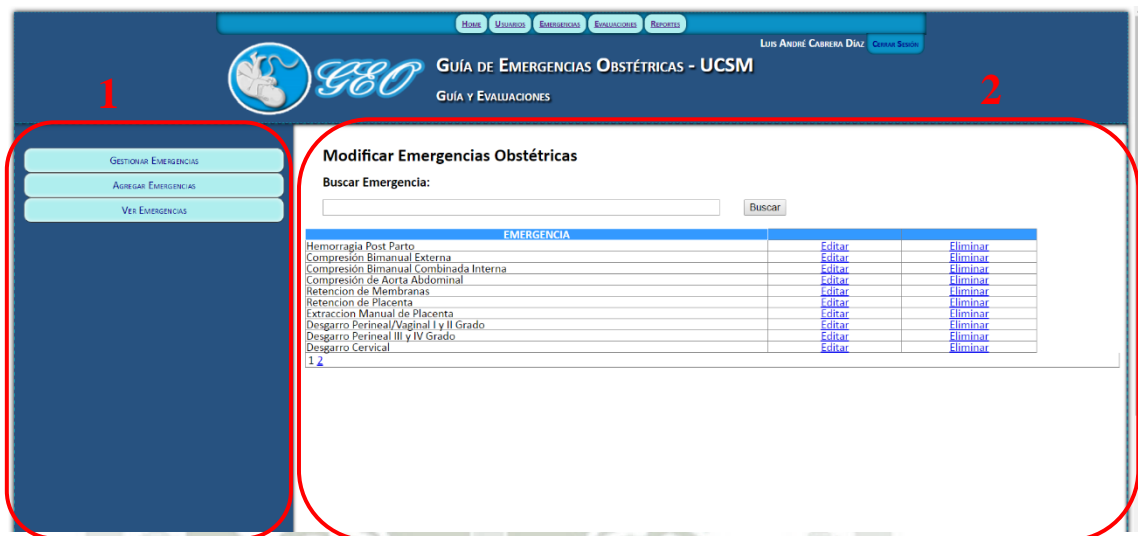 Home Usuarios Emergencias Evaluaciones Reportes
Luis André Cabrera Díaz Cerrar Sesión
GEO
Guía de Emergencias Obstétricas - UCSM
Guía y Evaluaciones
1
2
Gestionar Emergencias
Agregar Emergencias
Ver Emergencias
Modificar Emergencias Obstétricas
Buscar Emergencia:
Buscar
EMERGENCIA
Hemorragia Post Parto Editar Eliminar
Compresión Bimanual Externa Editar Eliminar
Compresión Bimanual Combinada Interna Editar Eliminar
Compresión de Aorta Abdominal Editar Eliminar
Retencion de Membranas Editar Eliminar
Retencion de Placenta Editar Eliminar
Extraccion Manual de Placenta Editar Eliminar
Desgarro Perineal/Vaginal I y II Grado Editar Eliminar
Desgarro Perineal III y IV Grado Editar Eliminar
Desgarro Cervical Editar Eliminar
1 2